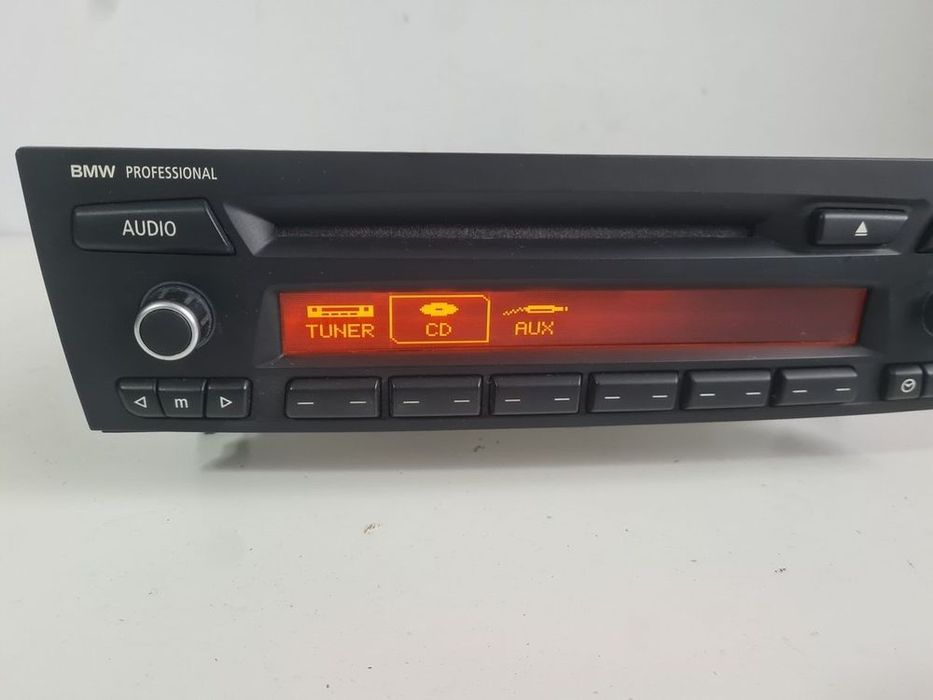 BMW PROFESSIONAL
AUDIO
TUNER CD AUX
m